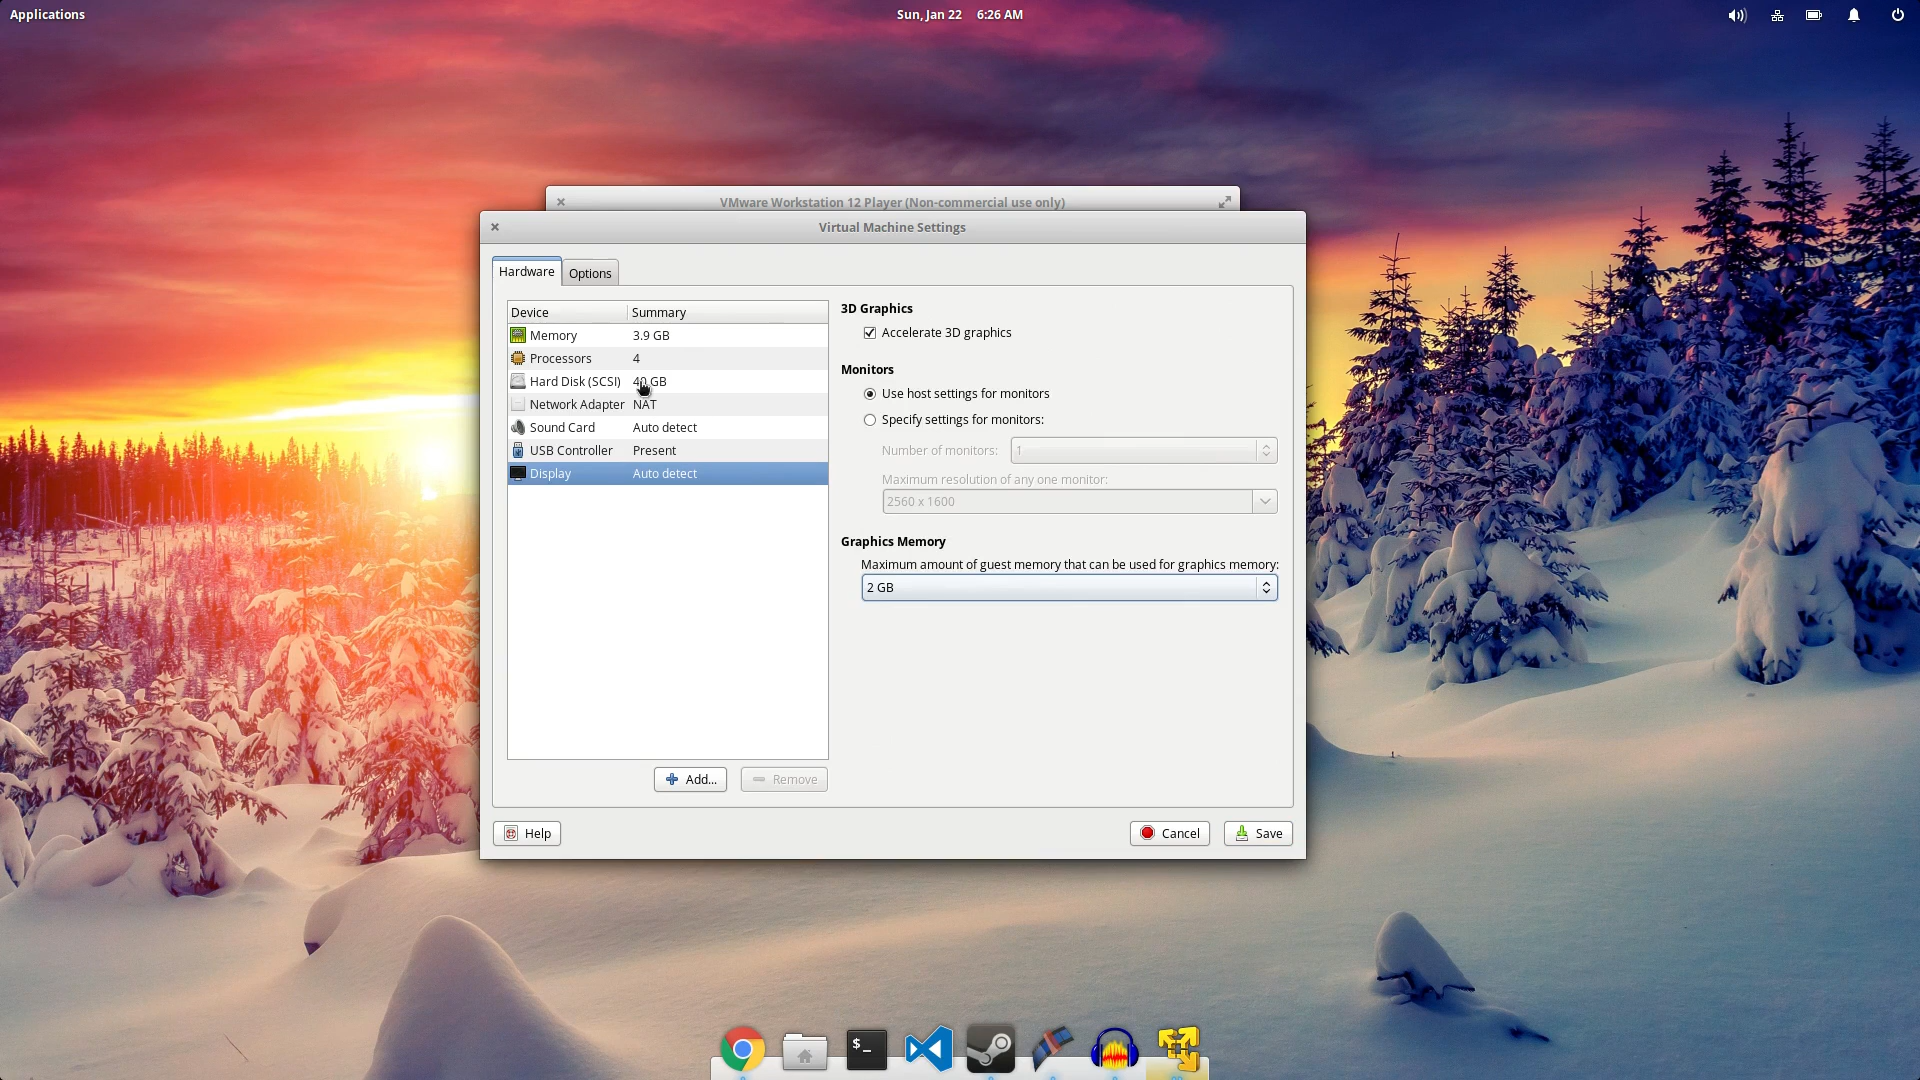 Applications
Sun, Jan 22 6:26 AM
VMware Workstation 12 Player (Non-commercial use only)
Virtual Machine Settings
Hardware
Options
Device Summary
Memory 3.9 GB
Processors 4
Hard Disk (SCSI) 40 GB
Network Adapter NAT
Sound Card Auto detect
USB Controller Present
Display Auto detect
Add...
Remove
3D Graphics
Accelerate 3D graphics
Monitors
Use host settings for monitors
Specify settings for monitors:
Number of monitors: 1
Maximum resolution of any one monitor:
2560 x 1600
Graphics Memory
Maximum amount of guest memory that can be used for graphics memory:
2 GB
Help
Cancel
Save
$_